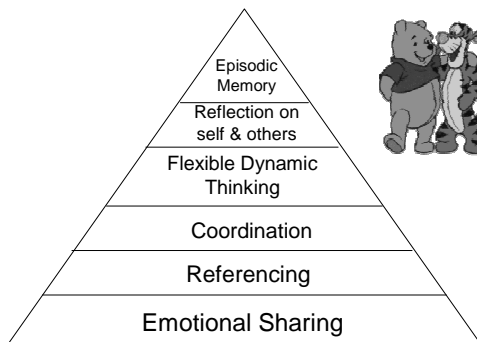 Episodic
Memory
Reflection on
self & others
Flexible Dynamic
Thinking
Coordination
Referencing
Emotional Sharing